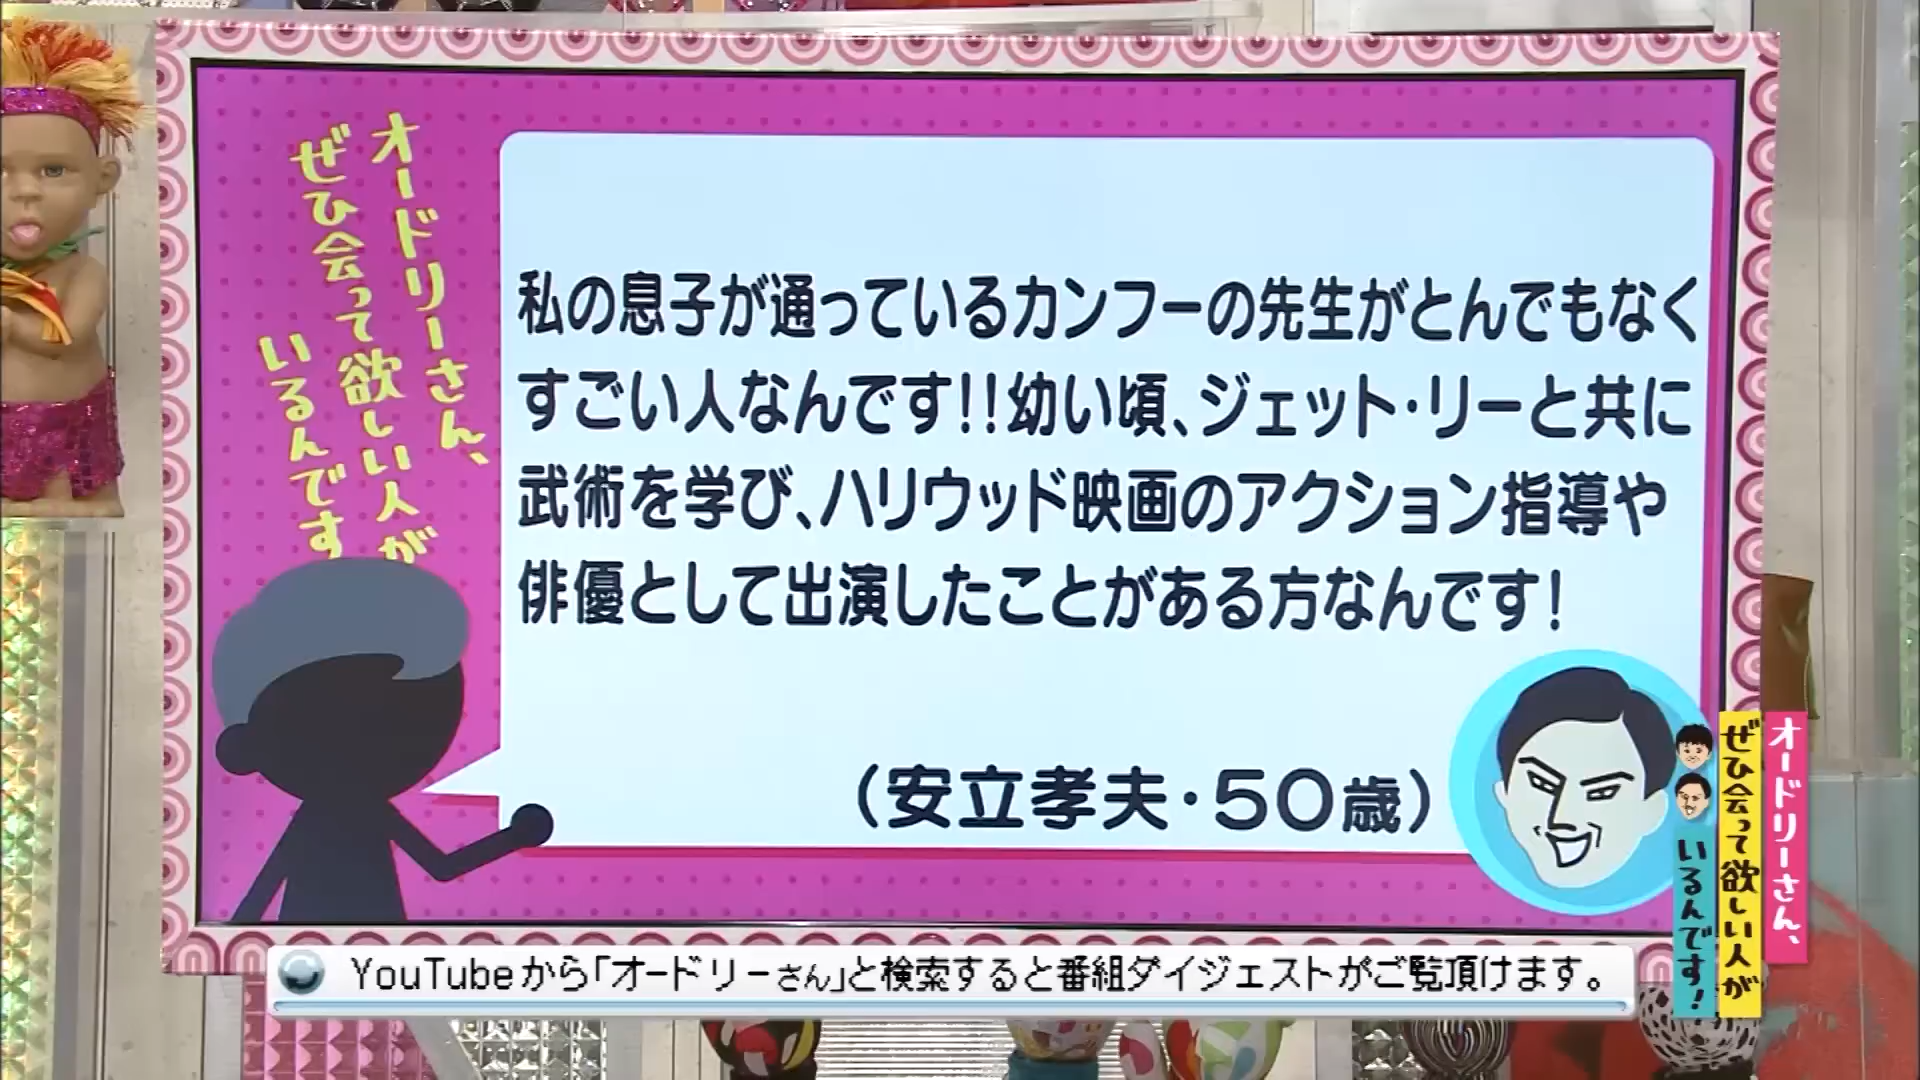 オードリーさん、
ぜひ会って欲しい人が
いるんです
私の息子が通っているカンフーの先生がとんでもなく
すごい人なんです!!幼い頃、ジェット・リーと共に
武術を学び、ハリウッド映画のアクション指導や
俳優として出演したことがある方なんです!
(安立孝夫・50歳)
オードリーさん、
ぜひ会って欲しい人が
いるんです!
YouTubeから「オードリーさん」と検索すると番組ダイジェストがご覧頂けます。